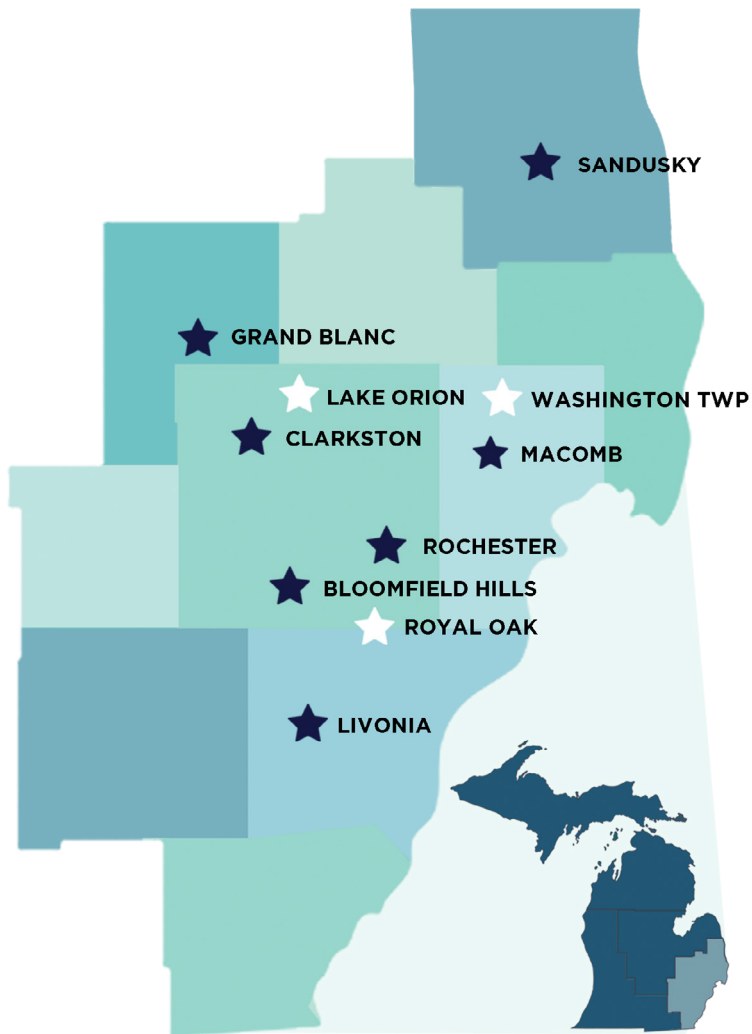 SANDUSKY
GRAND BLANC
LAKE ORION
WASHINGTON TWP
CLARKSTON
MACOMB
ROCHESTER
BLOOMFIELD HILLS
ROYAL OAK
LIVONIA